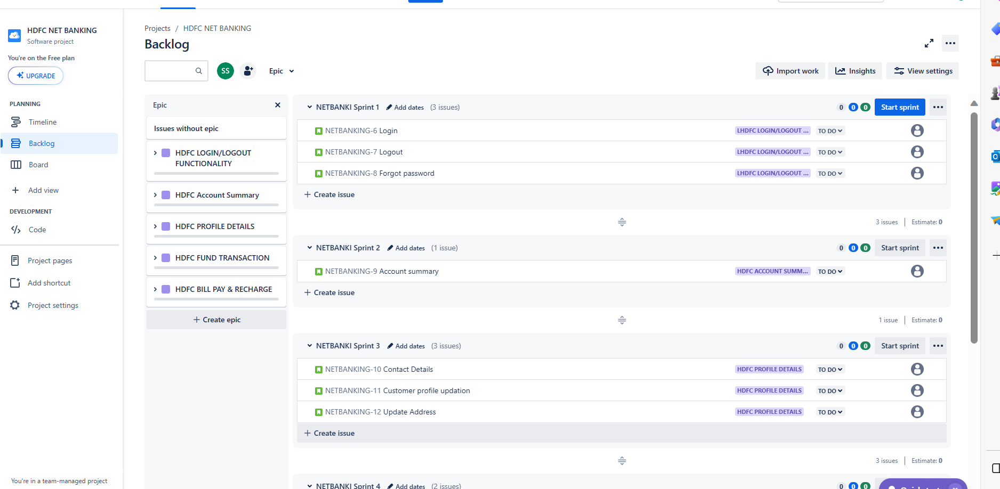 HDFC NET BANKING
Software project
You're on the Free plan
UPGRADE
PLANNING
Timeline
Backlog
Board
Add view
DEVELOPMENT
Code
Project pages
Add shortcut
Project settings
You're in a team-managed project
Projects / HDFC NET BANKING
Backlog
SS
Epic
Import work
Insights
View settings
Epic
Issues without epic
HDFC LOGIN/LOGOUT
FUNCTIONALITY
HDFC Account Summary
HDFC PROFILE DETAILS
HDFC FUND TRANSACTION
HDFC BILL PAY & RECHARGE
Create epic
NETBANKI Sprint 1 Add dates (3 issues) 0 0 0 Start sprint
NETBANKING-6 Login LHDFC LOGIN/LOGOUT ... TO DO
NETBANKING-7 Logout LHDFC LOGIN/LOGOUT ... TO DO
NETBANKING-8 Forgot password LHDFC LOGIN/LOGOUT ... TO DO
Create issue
3 issues Estimate: 0
NETBANKI Sprint 2 Add dates (1 issue) 0 0 0 Start sprint
NETBANKING-9 Account summary HDFC ACCOUNT SUMM... TO DO
Create issue
1 issue Estimate: 0
NETBANKI Sprint 3 Add dates (3 issues) 0 0 0 Start sprint
NETBANKING-10 Contact Details HDFC PROFILE DETAILS TO DO
NETBANKING-11 Customer profile updation HDFC PROFILE DETAILS TO DO
NETBANKING-12 Update Address HDFC PROFILE DETAILS TO DO
Create issue
3 issues Estimate: 0
NETBANKI Sprint 4 Add dates (2 issues) 0 0 0